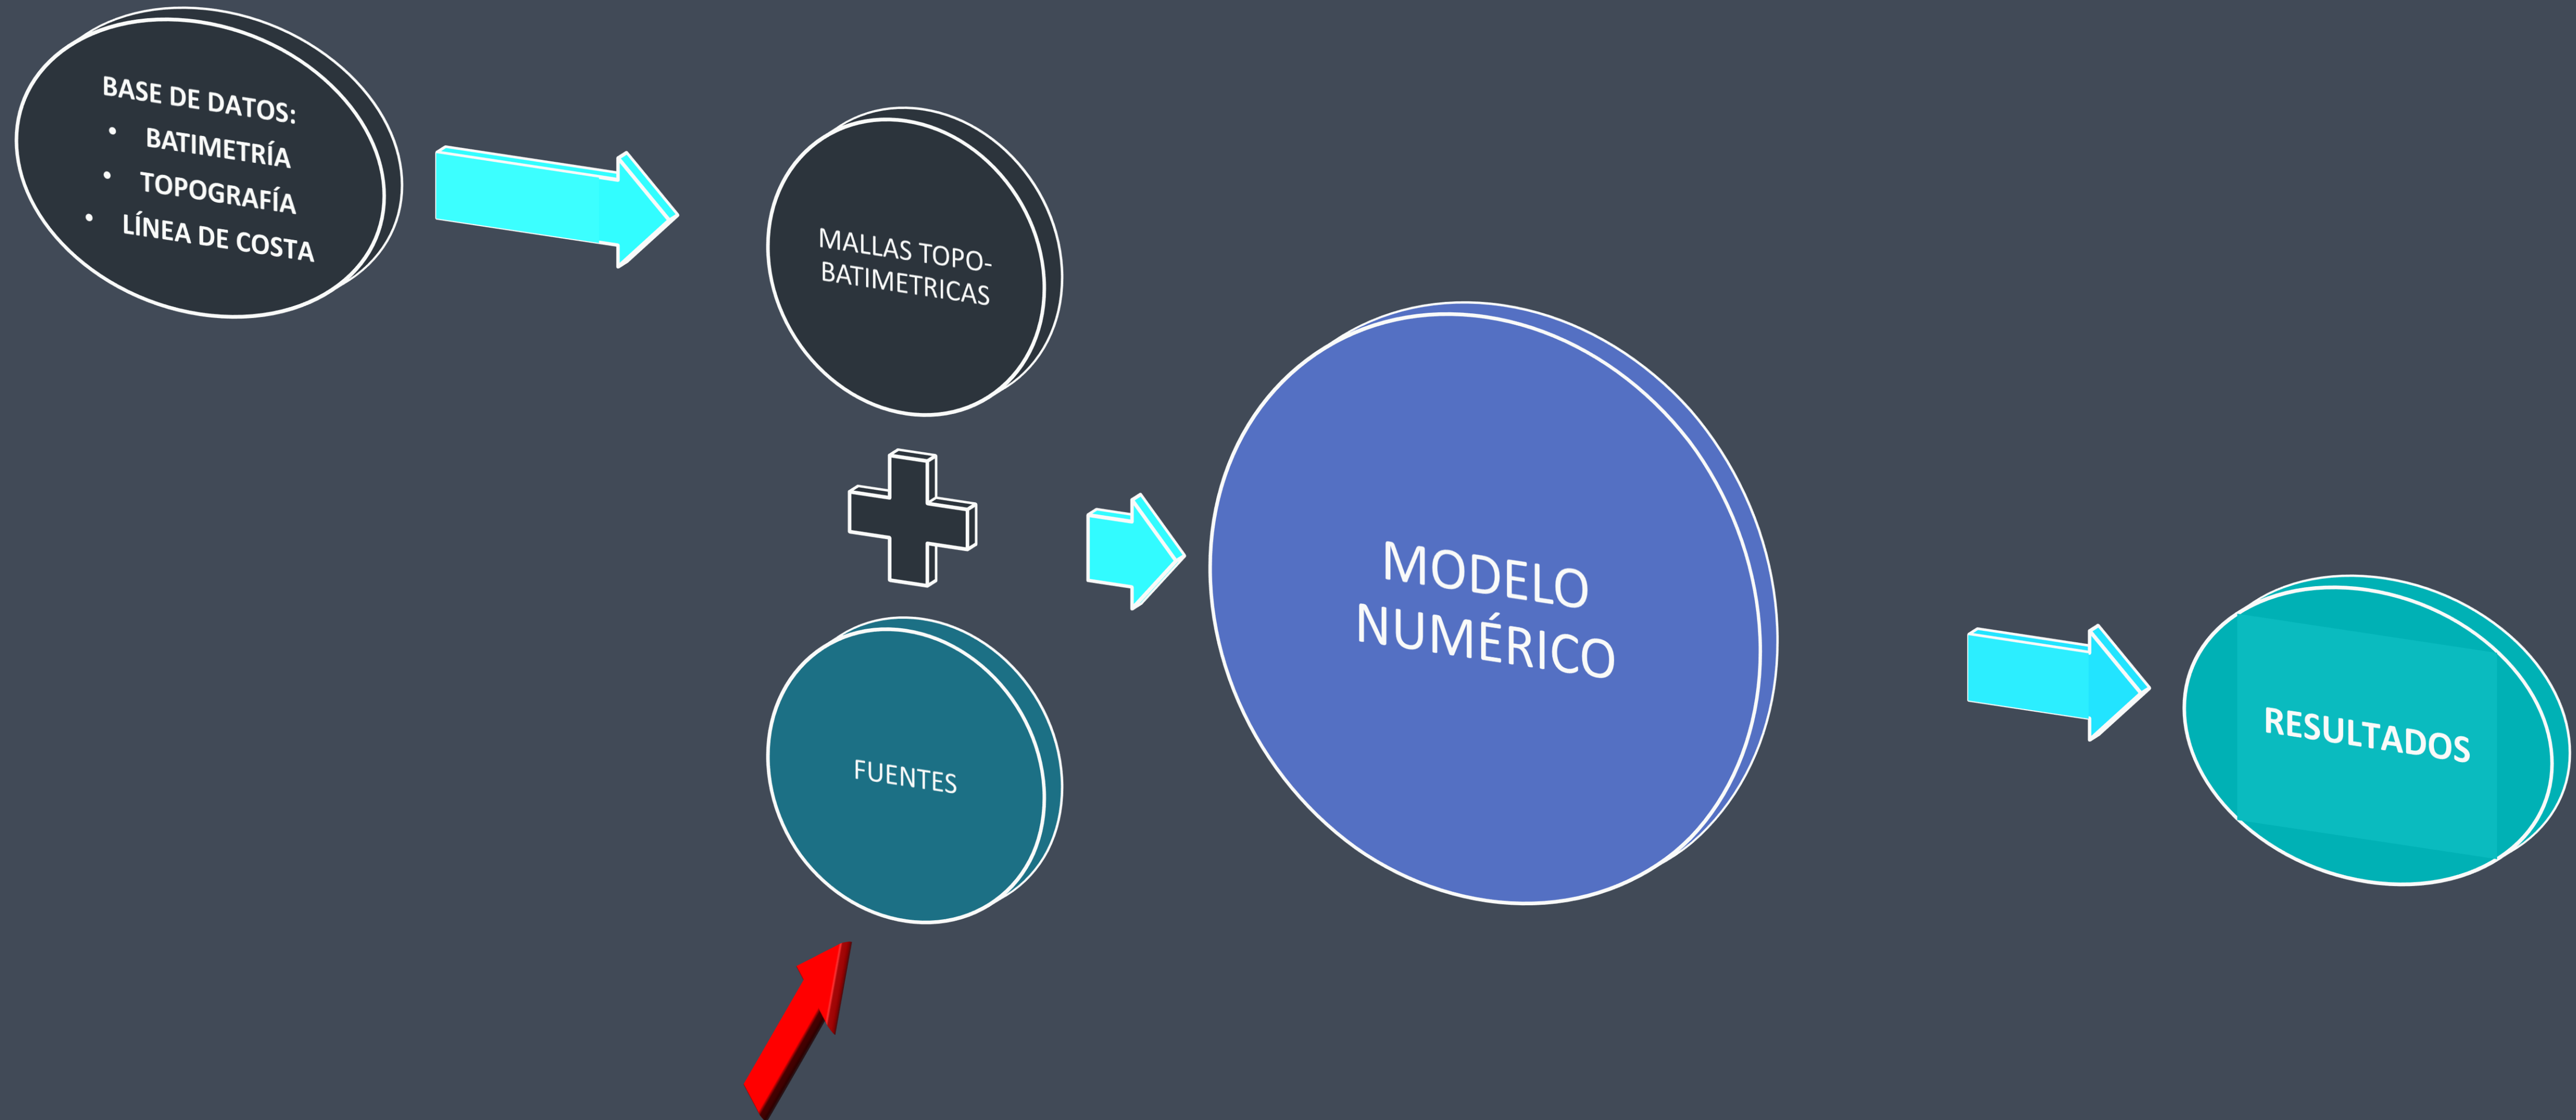 BASE DE DATOS:
• BATIMETRÍA
• TOPOGRAFÍA
• LÍNEA DE COSTA
MALLAS TOPO-
BATIMETRICAS
FUENTES
MODELO
NUMÉRICO
RESULTADOS